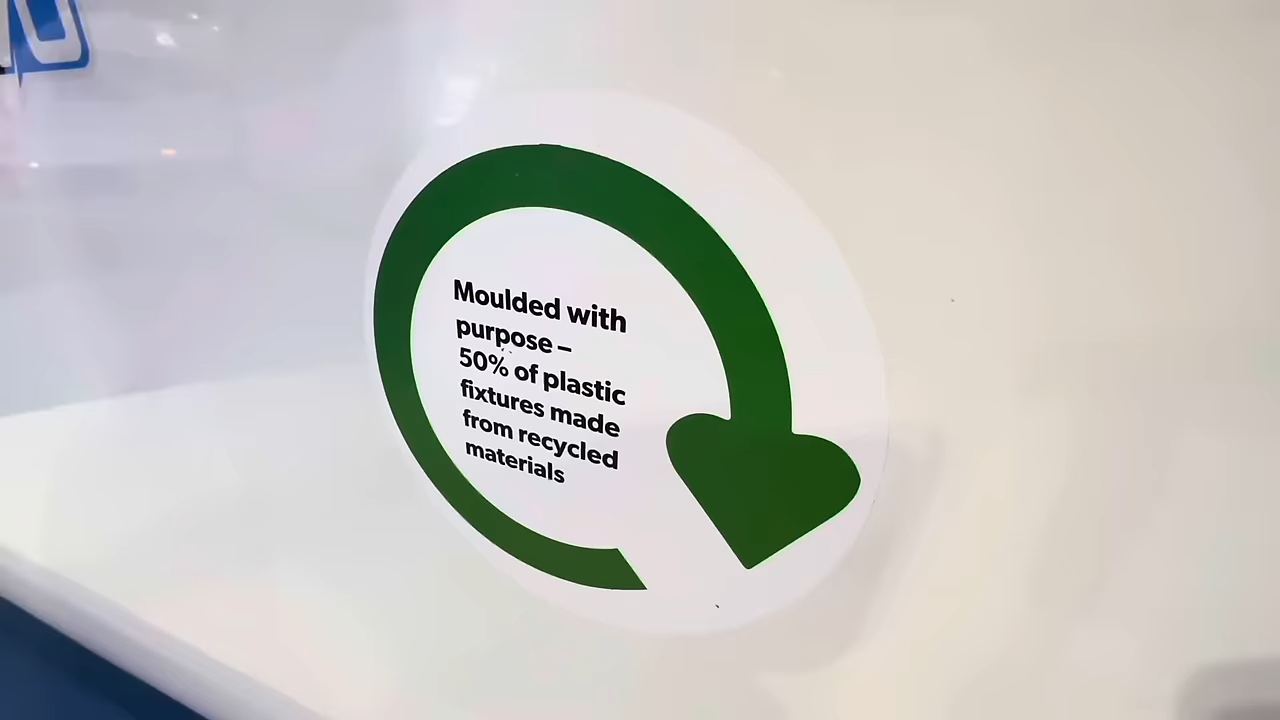 Moulded with
purpose –
50% of plastic
fixtures made
from recycled
materials